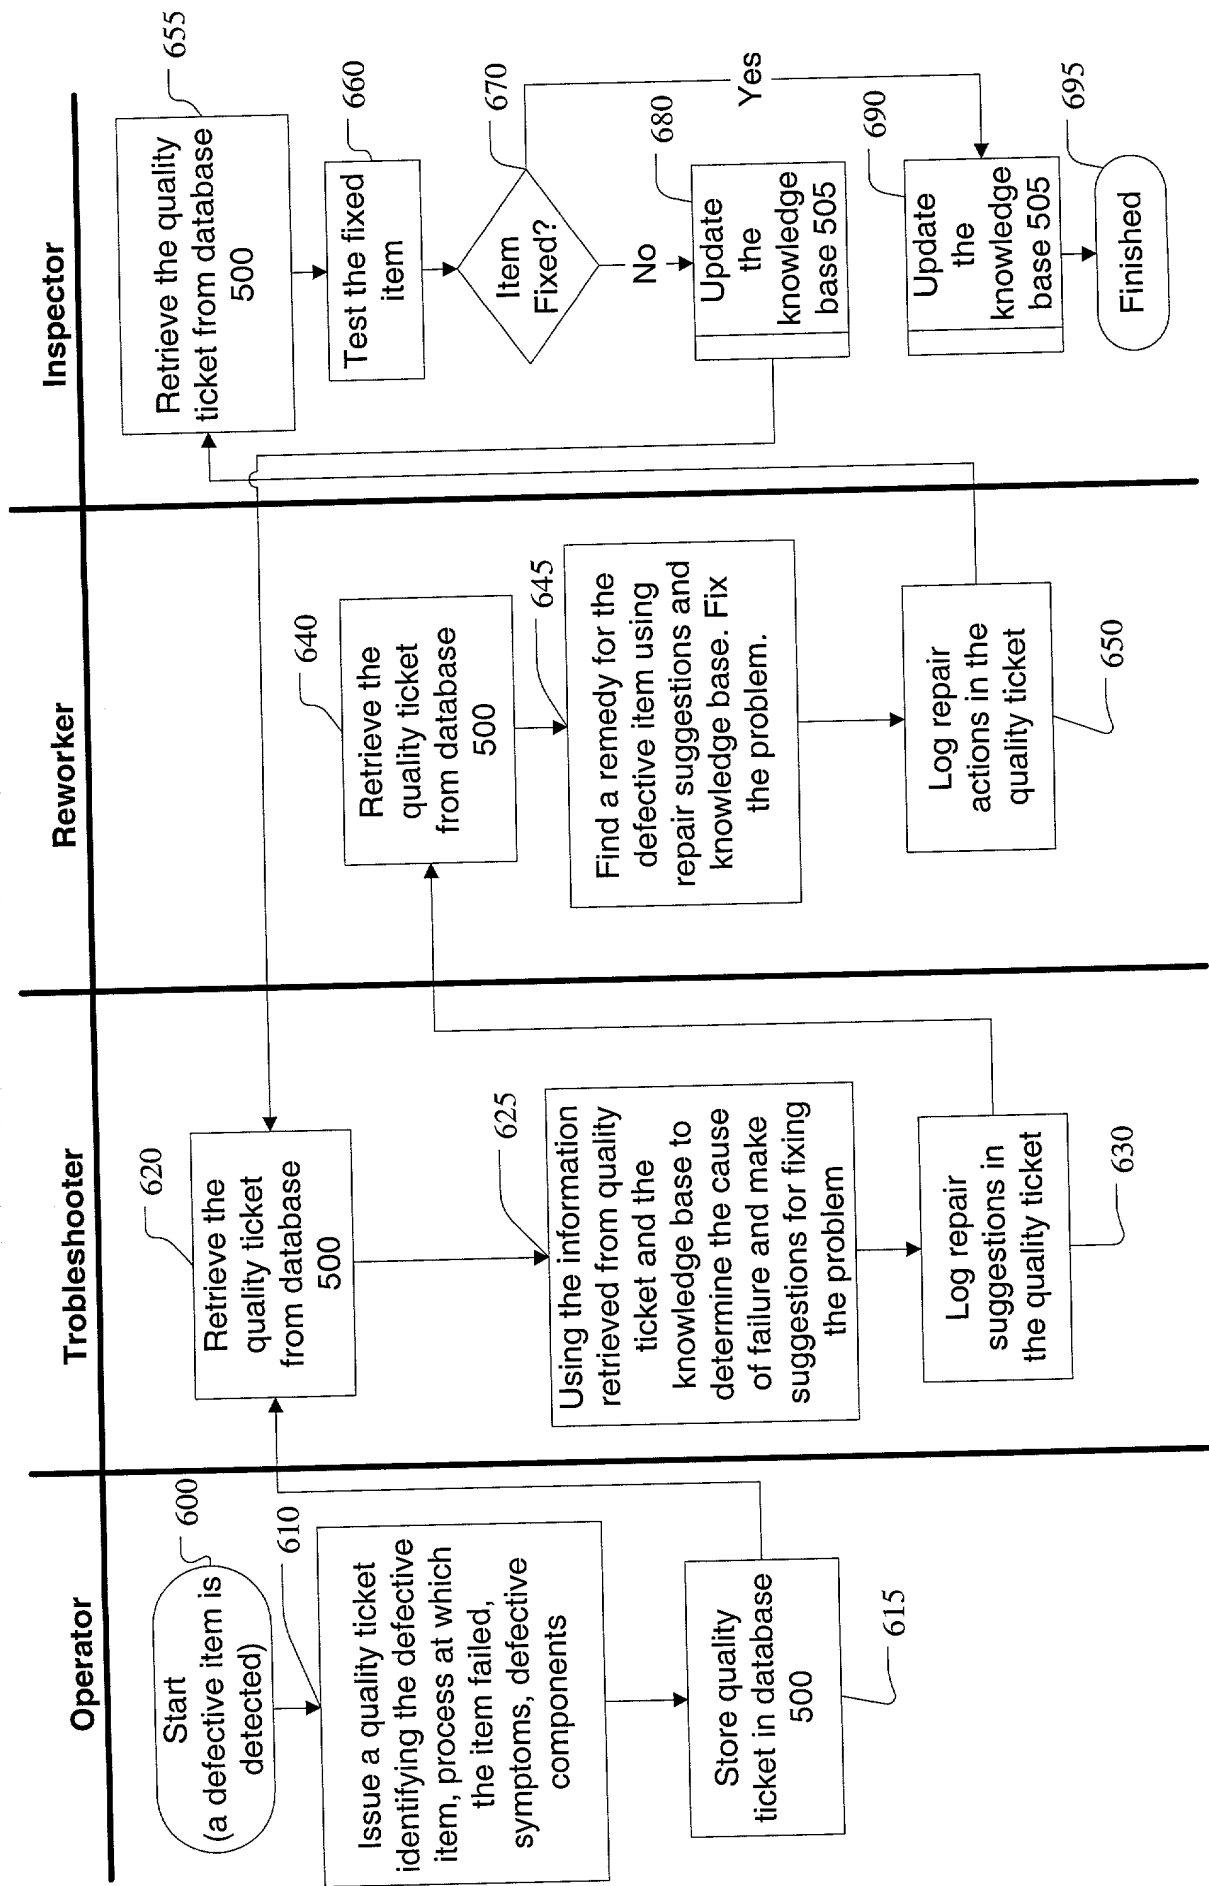 Operator
Start
(a defective item is
detected)
600
610
Issue a quality ticket
identifying the defective
item, process at which
the item failed,
symptoms, defective
components
Store quality
ticket in database
500
615
Trobleshooter
620
Retrieve the
quality ticket
from database
500
625
Using the information
retrieved from quality
ticket and the
knowledge base to
determine the cause
of failure and make
suggestions for fixing
the problem
Log repair
suggestions in
the quality ticket
630
Reworker
640
Retrieve the
quality ticket
from database
500
645
Find a remedy for the
defective item using
repair suggestions and
knowledge base. Fix
the problem.
Log repair
actions in the
quality ticket
650
Inspector
655
Retrieve the quality
ticket from database
500
660
Test the fixed
item
670
Item
Fixed?
Yes
No
680
Update
the
knowledge
base 505
690
Update
the
knowledge
base 505
695
Finished